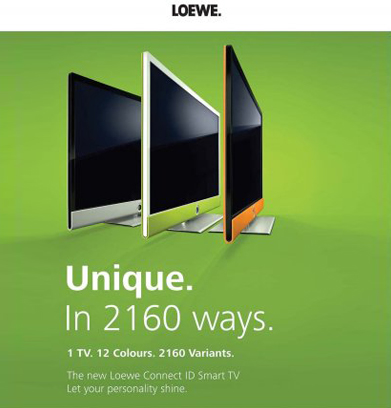 LOEWE.
Unique.
In 2160 ways.
1 TV. 12 Colours. 2160 Variants.
The new Loewe Connect ID Smart TV
Let your personality shine.